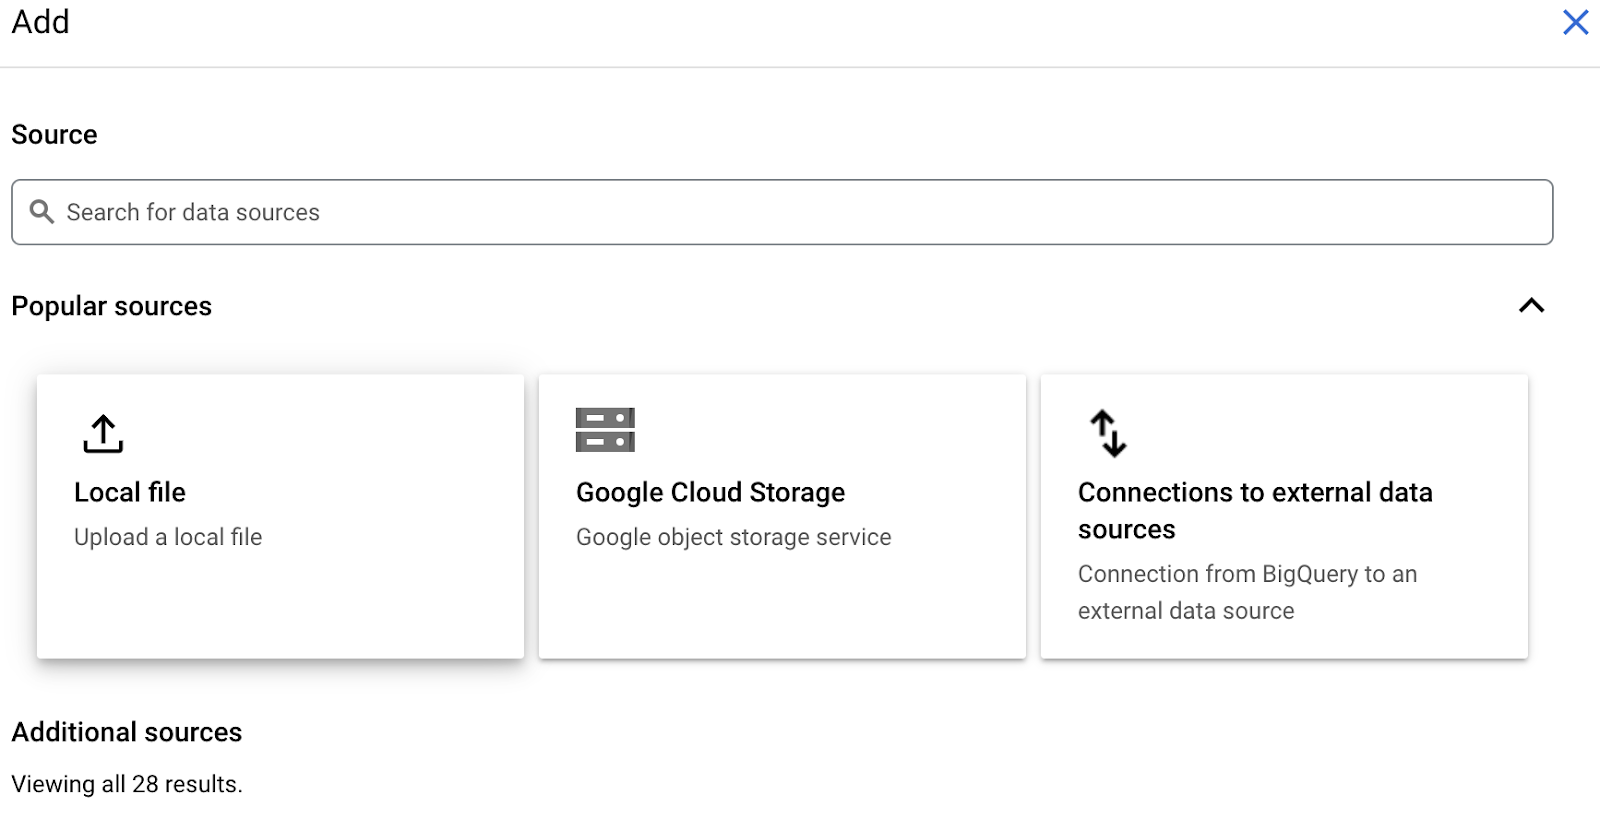 Add
Source
Search for data sources
Popular sources
Local file
Upload a local file
Google Cloud Storage
Google object storage service
Connections to external data
sources
Connection from BigQuery to an
external data source
Additional sources
Viewing all 28 results.